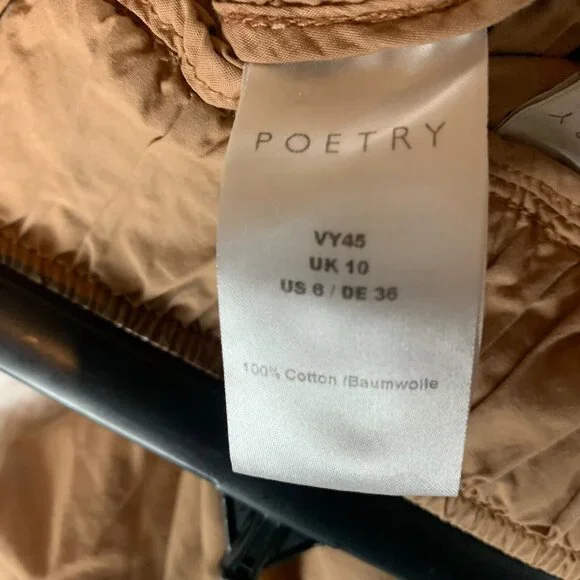 POETRY
VY45
UK 10
US 6 / DE 36
100% Cotton /Baumwolle